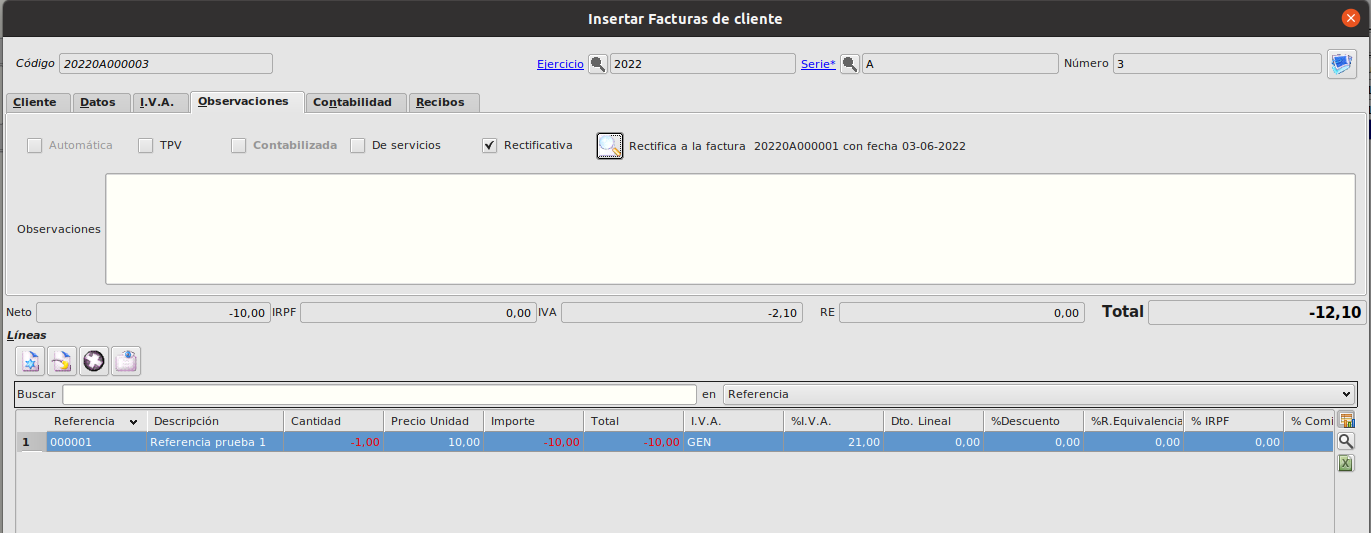 Insertar Facturas de cliente
Código 20220A000003 Ejercicio 2022 Serie* A Número 3
Cliente Datos I.V.A. Observaciones Contabilidad Recibos
Automática TPV Contabilizada De servicios Rectificativa Rectifica a la factura 20220A000001 con fecha 03-06-2022
Observaciones
Neto -10,00 IRPF 0,00 IVA -2,10 RE 0,00 Total -12,10
Líneas
Buscar en Referencia
Referencia Descripción Cantidad Precio Unidad Importe Total I.V.A. %I.V.A. Dto. Lineal %Descuento %R.Equivalencia % IRPF % Comi
1 000001 Referencia prueba 1 -1,00 10,00 -10,00 -10,00 GEN 21,00 0,00 0,00 0,00 0,00